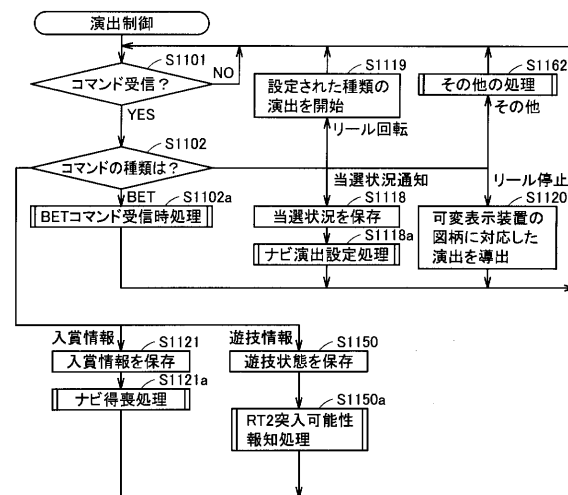 演出制御
S1101
コマンド受信？
NO
YES
S1119
設定された種類の
演出を開始
リール回転
S1162
その他の処理
その他
S1102
コマンドの種類は？
BET
S1102a
BETコマンド受信時処理
当選状況通知
S1118
当選状況を保存
S1118a
ナビ演出設定処理
リール停止
S1120
可変表示装置の
図柄に対応した
演出を導出
入賞情報
S1121
入賞情報を保存
S1121a
ナビ得喪処理
遊技情報
S1150
遊技状態を保存
S1150a
RT2突入可能性
報知処理